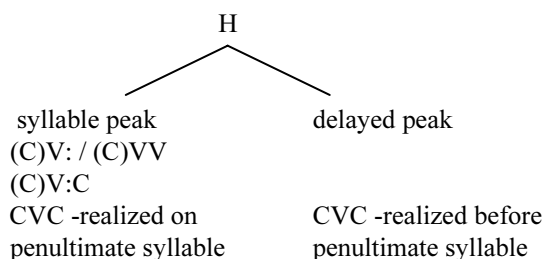 H
syllable peak
(C)V: / (C)VV
(C)V:C
CVC -realized on
penultimate syllable
delayed peak
CVC -realized before
penultimate syllable